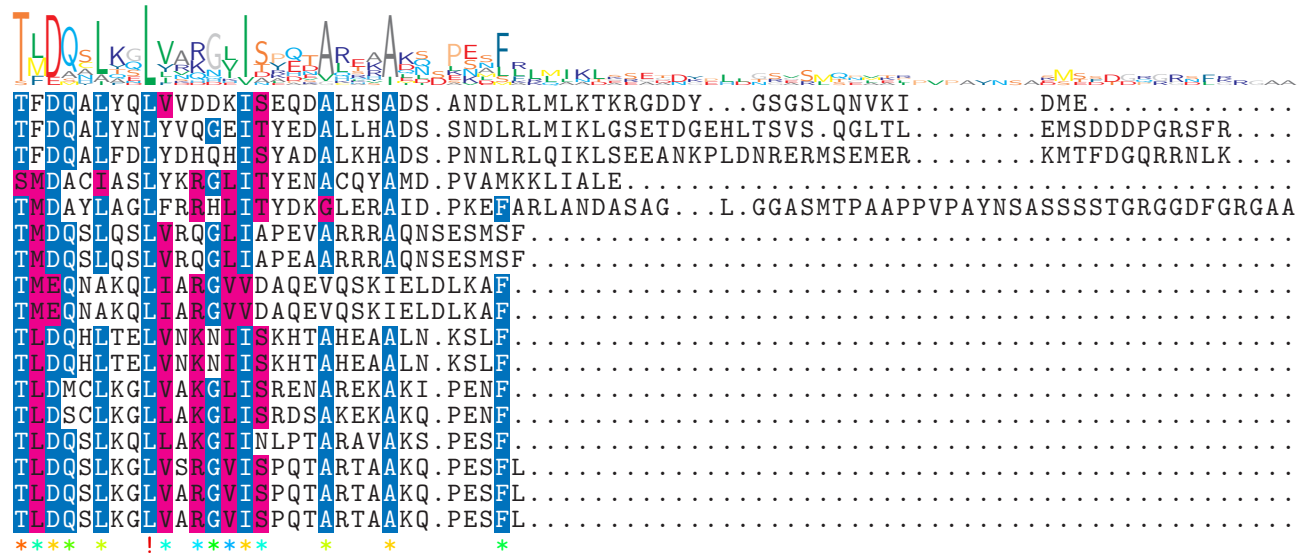 TFDQALYQLVVDDKISEQDALHSADS.ANDLRLMLKTKRGDDY...GSGSLQNVKI........DME.............
TFDQALYNLYVQGEITYEDALLHADS.SNDLRLMIKLGSETDGEHLTSVS.QGLTL........EMSDDDPGRSFR....
TFDQALFDLYDHQHISYADALKHADS.PNNLRLQIKLSEEANKPLDNRERMSEMER........KMTFDGQRRNLK....
SMDACIASLYKRGLITYENACQYAMD.PVAMKKLIALE..........................................
TMDAYLAGLFRRHLITYDKGLERAID.PKEFARLANDASAG...L.GGASMTPAAPPVPAYNSASSSSTGRGGDFGRGAA
TMDQSLQSLVRQGLIAPEVARRRAQNSESMSF................................................
TMDQSLQSLVRQGLIAPEAARRRAQNSESMSF................................................
TMEQNAKQLIARGVVDAQEVQSKIELDLKAF.................................................
TMEQNAKQLIARGVVDAQEVQSKIELDLKAF.................................................
TLDQHLTELVNKNIISKHTAHEAALN.KSLF.................................................
TLDQHLTELVNKNIISKHTAHEAALN.KSLF.................................................
TLDMCLKGLVAKGLISRENAREKAKI.PENF.................................................
TLDSCLKGLLAKGLISRDSAKEKAKQ.PENF.................................................
TLDQSLKQLLAKGIINLPTARAVAKS.PESF.................................................
TLDQSLKGLVSRGVISPQTARTAAKQ.PESFL................................................
TLDQSLKGLVARGVISPQTARTAAKQ.PESFL................................................
TLDQSLKGLVARGVISPQTARTAAKQ.PESFL................................................
**** *  !* *****   *   *      *